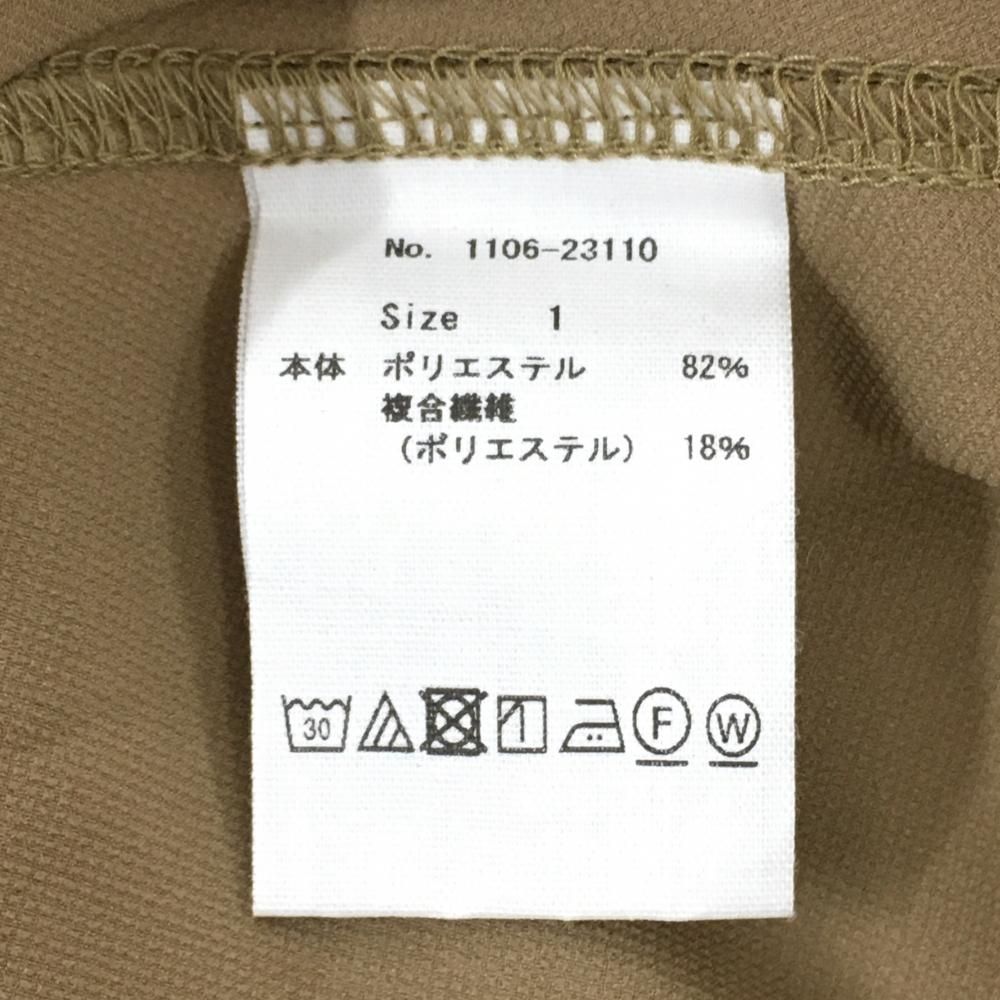 No. 1106-23110
Size 1
本体 ポリエステル 82%
複合繊維
（ポリエステル） 18%
30
F
W